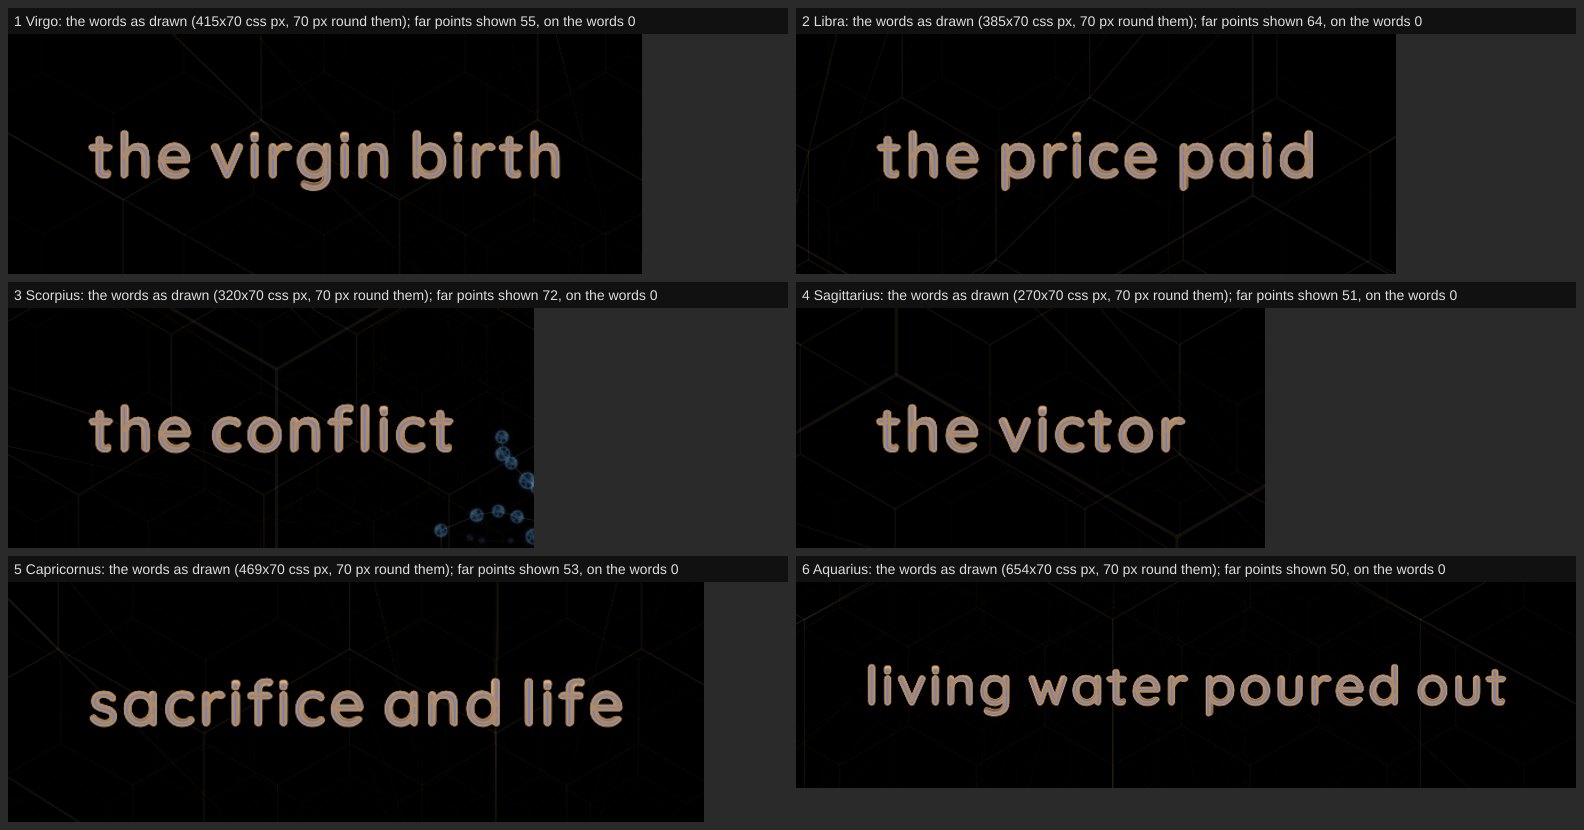 1 Virgo: the words as drawn (415x70 css px, 70 px round them); far points shown 55, on the words 0
the virgin birth
2 Libra: the words as drawn (385x70 css px, 70 px round them); far points shown 64, on the words 0
the price paid
3 Scorpius: the words as drawn (320x70 css px, 70 px round them); far points shown 72, on the words 0
the conflict
4 Sagittarius: the words as drawn (270x70 css px, 70 px round them); far points shown 51, on the words 0
the victor
5 Capricornus: the words as drawn (469x70 css px, 70 px round them); far points shown 53, on the words 0
sacrifice and life
6 Aquarius: the words as drawn (654x70 css px, 70 px round them); far points shown 50, on the words 0
living water poured out